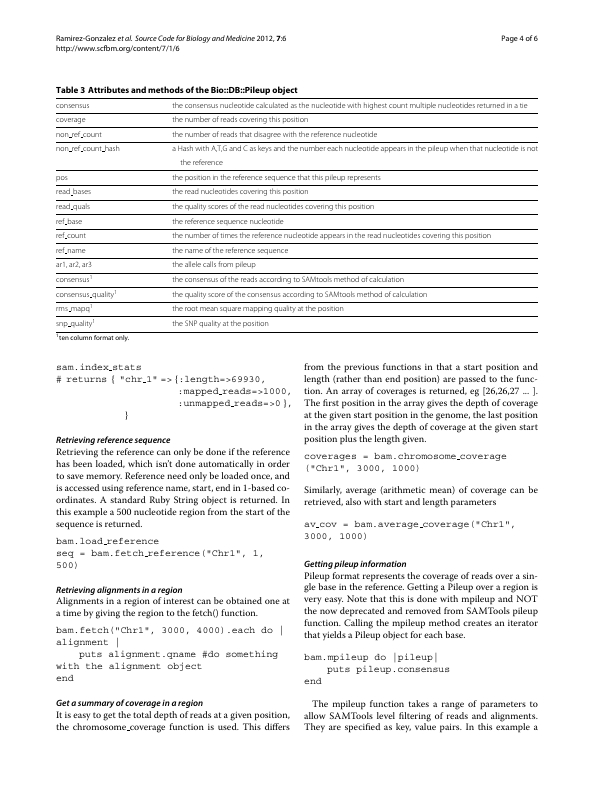 Ramirez-Gonzalez et al. Source Code for Biology and Medicine 2012, 7:6
Page 4 of 6
http://www.scfbm.org/content/7/1/6
Table 3 Attributes and methods of the Bio::DB::Pileup object
consensus the consensus nucleotide calculated as the nucleotide with highest count multiple nucleotides returned in a tie
coverage the number of reads covering this position
non_ref_count the number of reads that disagree with the reference nucleotide
non_ref_count_hash a Hash with A,T,G and C as keys and the number each nucleotide appears in the pileup when that nucleotide is not
the reference
pos the position in the reference sequence that this pileup represents
read_bases the read nucleotides covering this position
read_quals the quality scores of the read nucleotides covering this position
ref_base the reference sequence nucleotide
ref_count the number of times the reference nucleotide appears in the read nucleotides covering this position
ref_name the name of the reference sequence
ar1, ar2, ar3 the allele calls from pileup
consensus1 the consensus of the reads according to SAMtools method of calculation
consensus_quality1 the quality score of the consensus according to SAMtools method of calculation
rms_mapq1 the root mean square mapping quality at the position
snp_quality1 the SNP quality at the position
1ten column format only.
sam.index_stats
# returns { "chr_1" => {:length=>69930,
:mapped_reads=>1000,
:unmapped_reads=>0 },
}
Retrieving reference sequence
Retrieving the reference can only be done if the reference
has been loaded, which isn't done automatically in order
to save memory. Reference need only be loaded once, and
is accessed using reference name, start, end in 1-based co-
ordinates. A standard Ruby String object is returned. In
this example a 500 nucleotide region from the start of the
sequence is returned.
bam.load_reference
seq = bam.fetch_reference("Chr1", 1,
500)
Retrieving alignments in a region
Alignments in a region of interest can be obtained one at
a time by giving the region to the fetch() function.
bam.fetch("Chr1", 3000, 4000).each do |
alignment |
puts alignment.qname #do something
with the alignment object
end
Get a summary of coverage in a region
It is easy to get the total depth of reads at a given position,
the chromosome_coverage function is used. This differs
from the previous functions in that a start position and
length (rather than end position) are passed to the func-
tion. An array of coverages is returned, eg [26,26,27 ... ].
The first position in the array gives the depth of coverage
at the given start position in the genome, the last position
in the array gives the depth of coverage at the given start
position plus the length given.
coverages = bam.chromosome_coverage
("Chr1", 3000, 1000)
Similarly, average (arithmetic mean) of coverage can be
retrieved, also with start and length parameters
av_cov = bam.average_coverage("Chr1",
3000, 1000)
Getting pileup information
Pileup format represents the coverage of reads over a sin-
gle base in the reference. Getting a Pileup over a region is
very easy. Note that this is done with mpileup and NOT
the now deprecated and removed from SAMTools pileup
function. Calling the mpileup method creates an iterator
that yields a Pileup object for each base.
bam.mpileup do |pileup|
puts pileup.consensus
end
The mpileup function takes a range of parameters to
allow SAMTools level filtering of reads and alignments.
They are specified as key, value pairs. In this example a